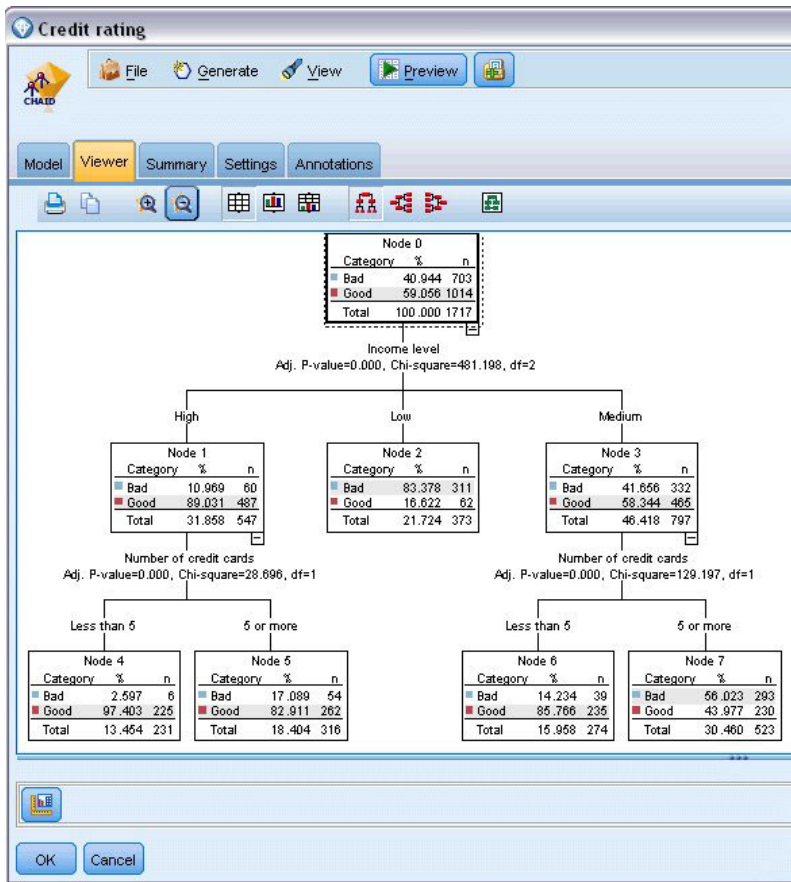 Credit rating
File Generate View Preview
CHAID
Model Viewer Summary Settings Annotations
Node 0
Category % n
Bad 40.944 703
Good 59.056 1014
Total 100.000 1717
Income level
Adj. P-value=0.000, Chi-square=481.198, df=2
High Low Medium
Node 1
Category % n
Bad 10.969 60
Good 89.031 487
Total 31.858 547
Node 2
Category % n
Bad 83.378 311
Good 16.622 62
Total 21.724 373
Node 3
Category % n
Bad 41.656 332
Good 58.344 465
Total 46.418 797
Number of credit cards
Adj. P-value=0.000, Chi-square=28.696, df=1
Number of credit cards
Adj. P-value=0.000, Chi-square=129.197, df=1
Less than 5 5 or more Less than 5 5 or more
Node 4
Category % n
Bad 2.597 6
Good 97.403 225
Total 13.454 231
Node 5
Category % n
Bad 17.089 54
Good 82.911 262
Total 18.404 316
Node 6
Category % n
Bad 14.234 39
Good 85.766 235
Total 15.958 274
Node 7
Category % n
Bad 56.023 293
Good 43.977 230
Total 30.460 523
OK Cancel